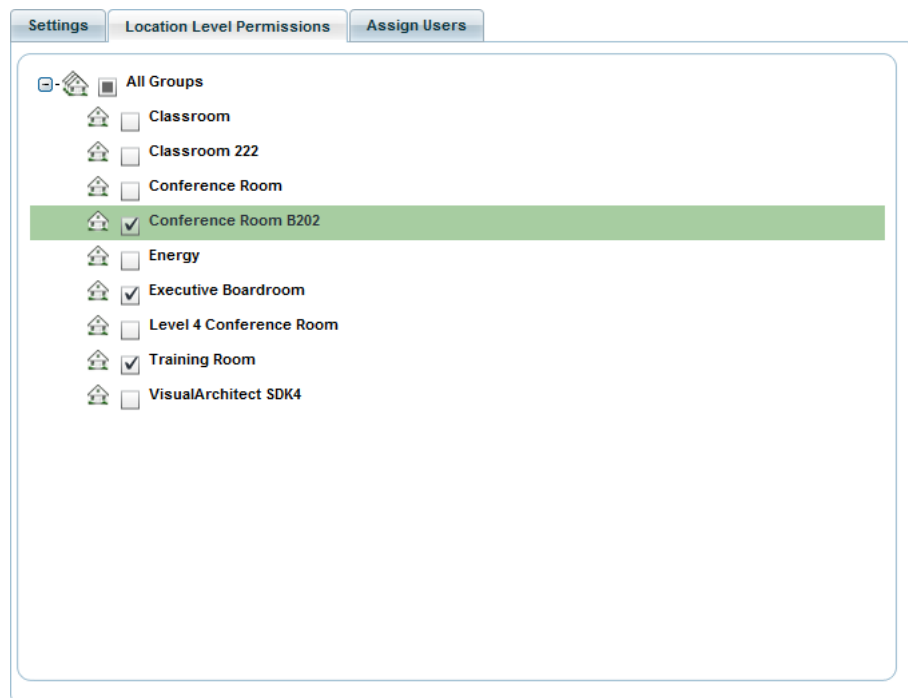 Settings Location Level Permissions Assign Users
All Groups
Classroom
Classroom 222
Conference Room
Conference Room B202
Energy
Executive Boardroom
Level 4 Conference Room
Training Room
VisualArchitect SDK4